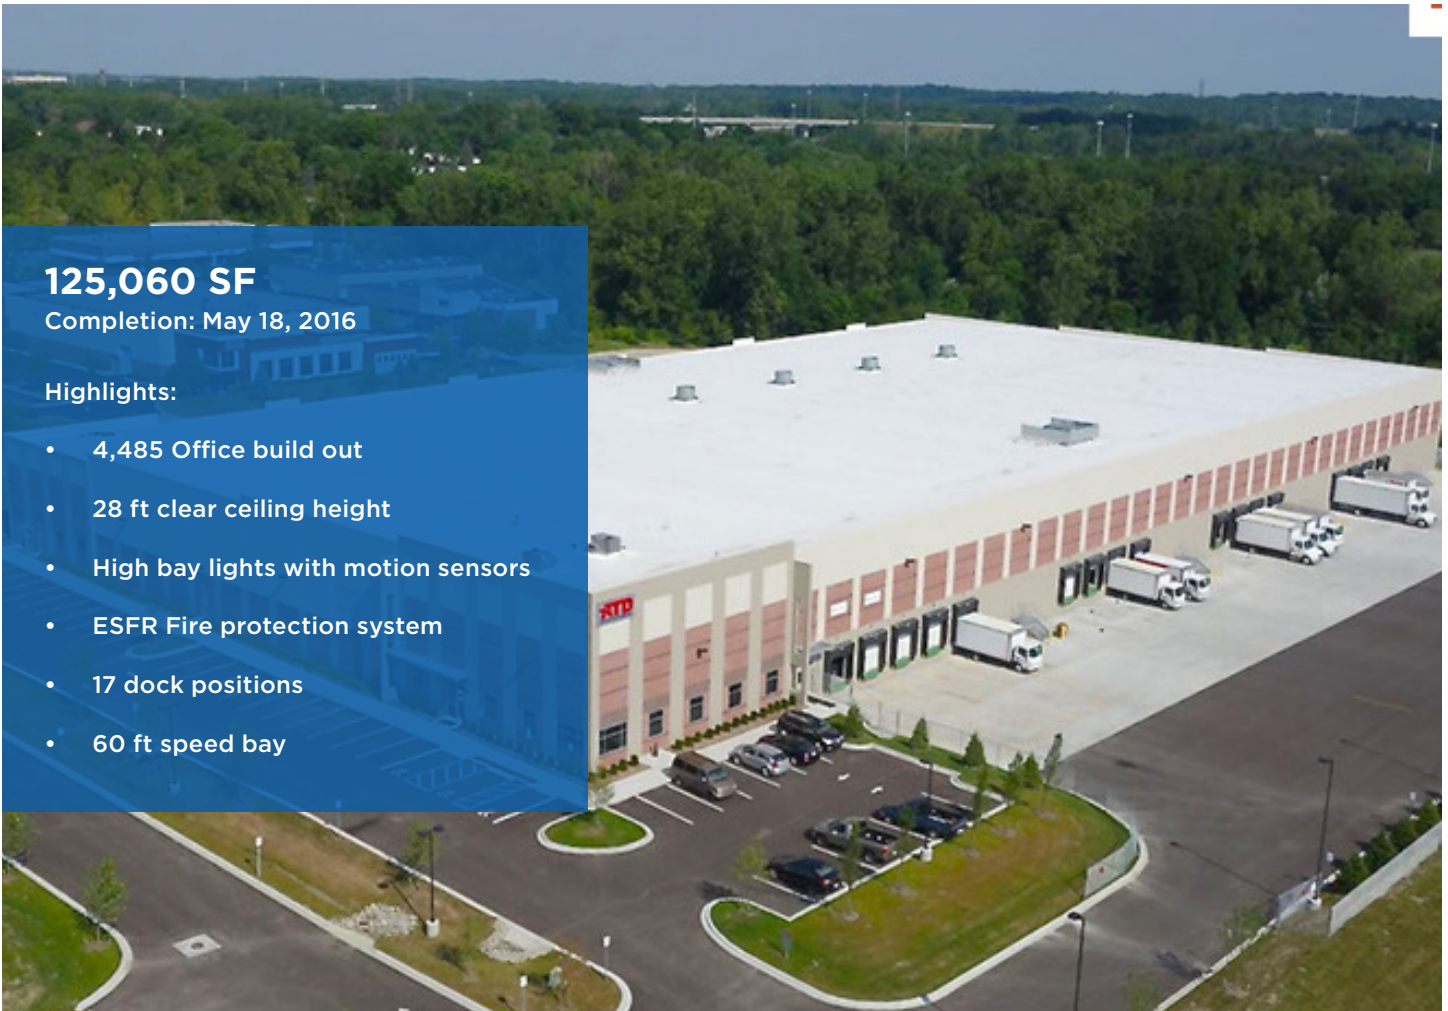 125,060 SF
Completion: May 18, 2016
Highlights:
• 4,485 Office build out
• 28 ft clear ceiling height
• High bay lights with motion sensors
• ESFR Fire protection system
• 17 dock positions
• 60 ft speed bay
ATD